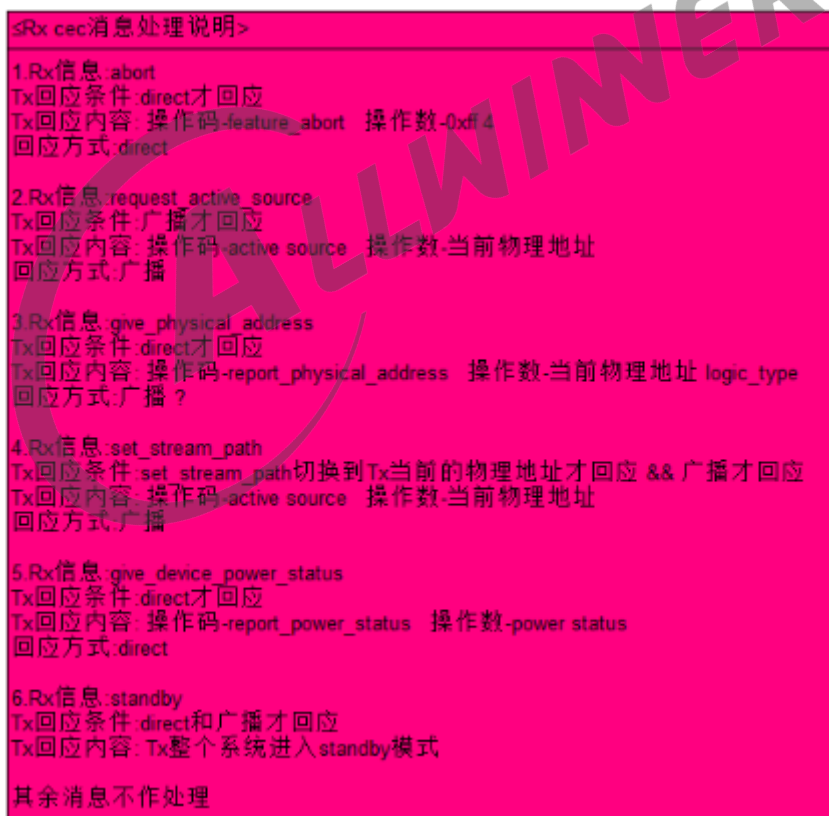 ≤Rx cec消息处理说明>
1.Rx信息:abort
Tx回应条件:direct才回应
Tx回应内容: 操作码-feature_abort 操作数-0xff 4
回应方式:direct
2.Rx信息:request_active_source
Tx回应条件:广播才回应
Tx回应内容: 操作码-active source 操作数-当前物理地址
回应方式:广播
3.Rx信息:give_physical_address
Tx回应条件:direct才回应
Tx回应内容: 操作码-report_physical_address 操作数-当前物理地址 logic_type
回应方式:广播 ?
4.Rx信息:set_stream_path
Tx回应条件:set_stream_path切换到Tx当前的物理地址才回应 && 广播才回应
Tx回应内容: 操作码-active source 操作数-当前物理地址
回应方式:广播
5.Rx信息:give_device_power_status
Tx回应条件:direct才回应
Tx回应内容: 操作码-report_power_status 操作数-power status
回应方式:direct
6.Rx信息:standby
Tx回应条件:direct和广播才回应
Tx回应内容: Tx整个系统进入standby模式
其余消息不作处理
ALLWINNER